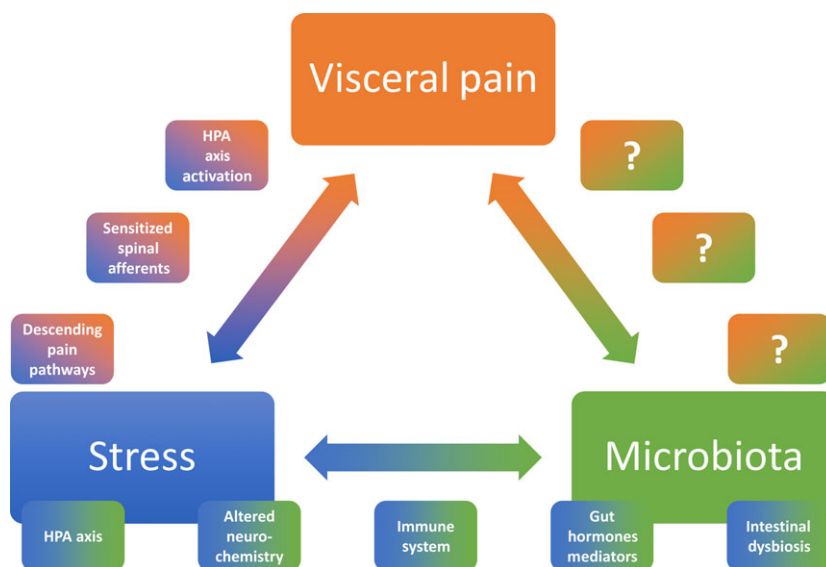 Visceral pain
HPA
axis
activation
?
Sensitized
spinal
afferents
?
Descending
pain
pathways
?
Stress
Microbiota
HPA axis
Altered
neuro-
chemistry
Immune
system
Gut
hormones
mediators
Intestinal
dysbiosis